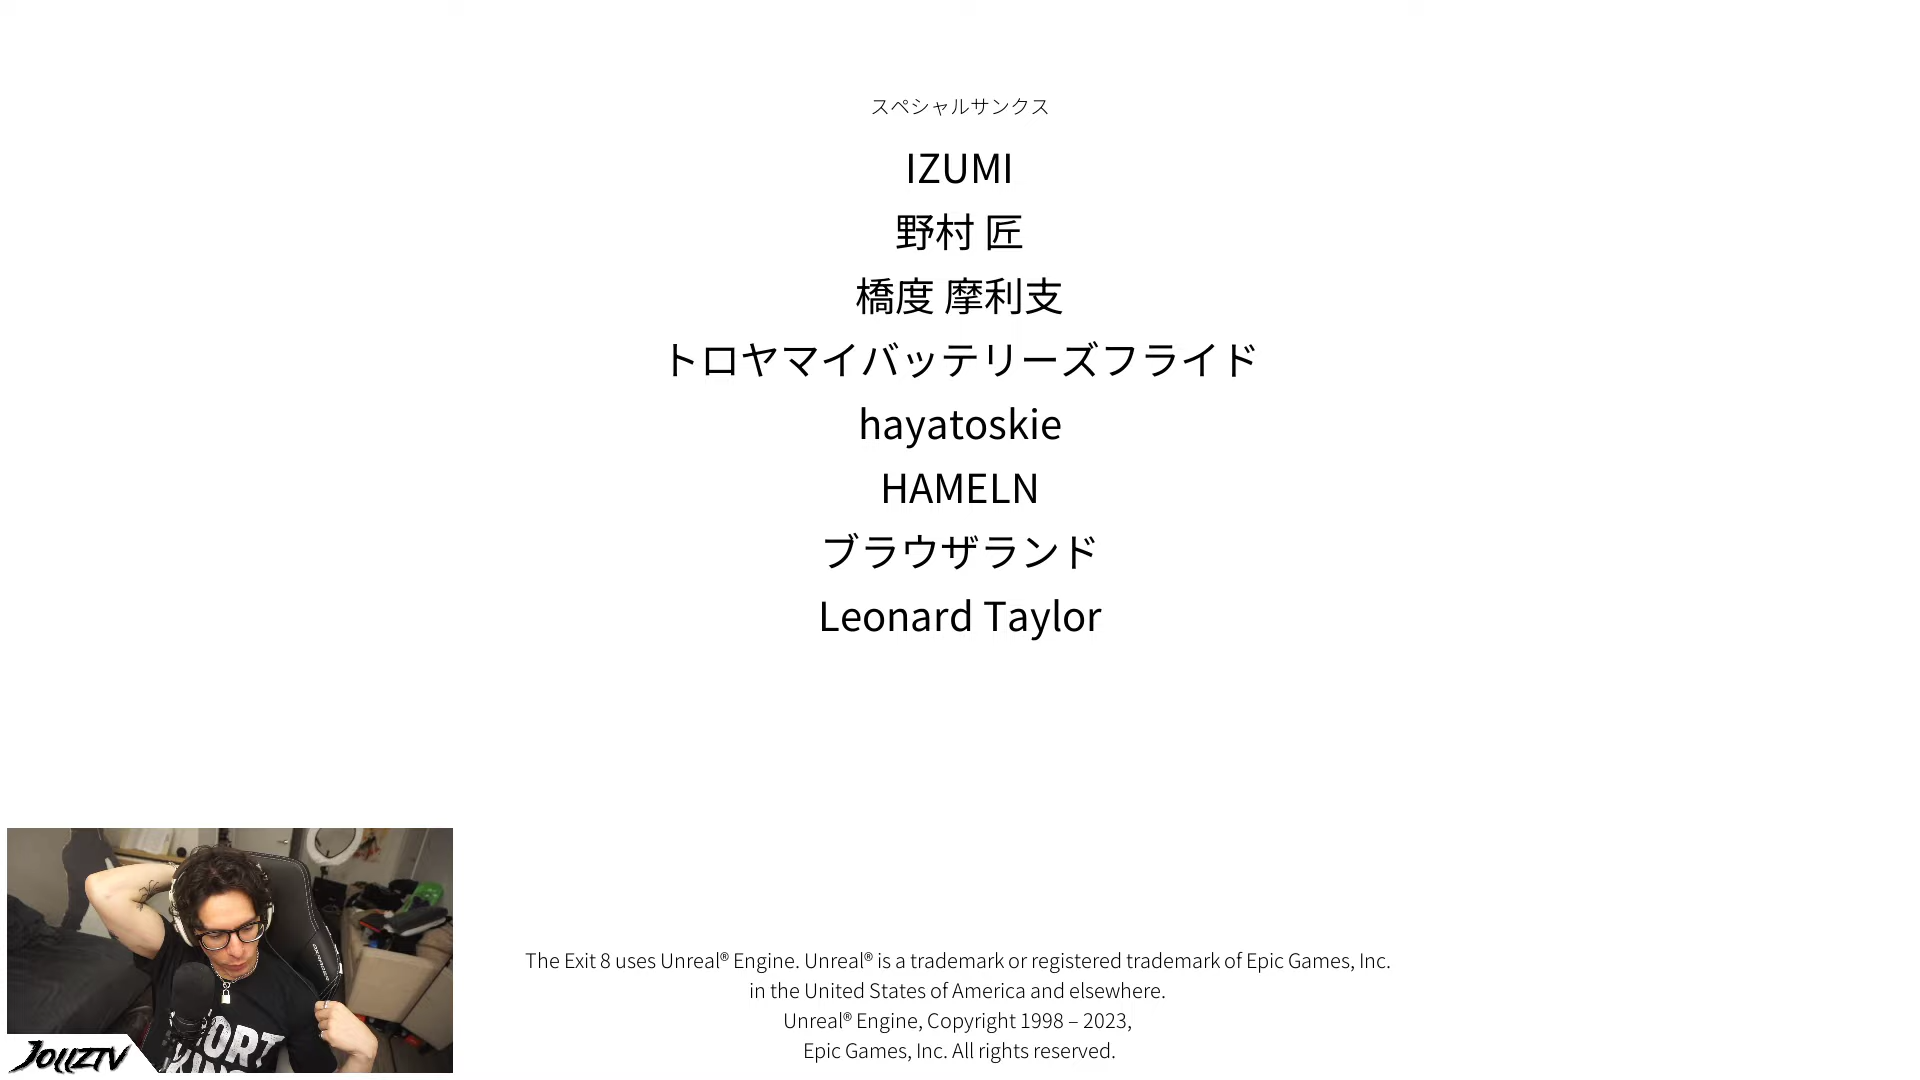 スペシャルサンクス
IZUMI
野村 匠
橋度 摩利支
トロヤマイバッテリーズフライド
hayatoskie
HAMELN
ブラウザランド
Leonard Taylor
The Exit 8 uses Unreal® Engine. Unreal® is a trademark or registered trademark of Epic Games, Inc.
in the United States of America and elsewhere.
Unreal® Engine, Copyright 1998 – 2023,
Epic Games, Inc. All rights reserved.
JOLLZTV